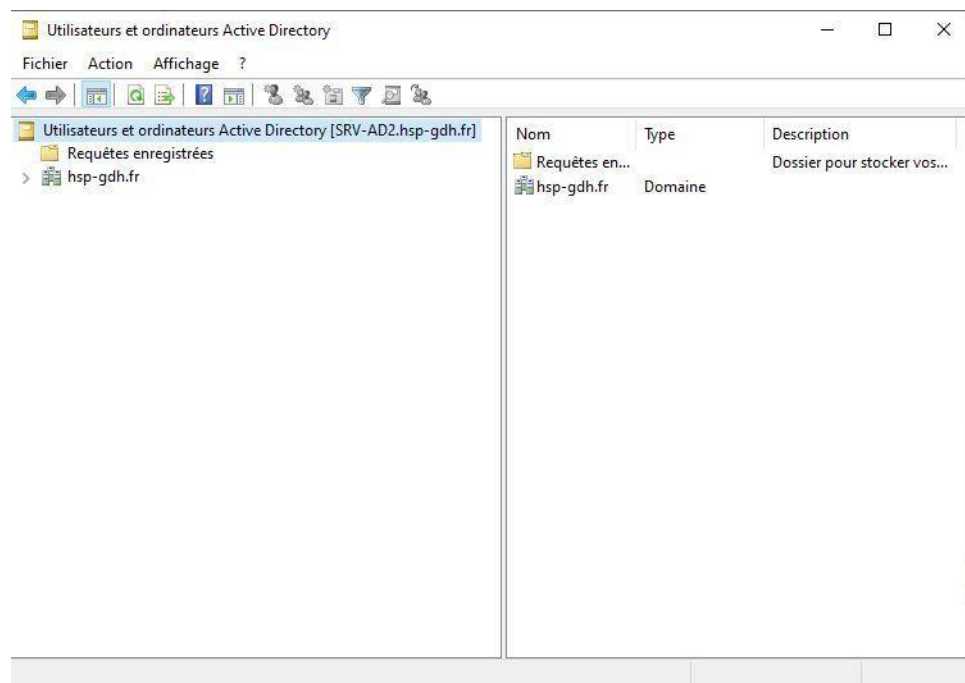 Utilisateurs et ordinateurs Active Directory
Fichier Action Affichage ?
Utilisateurs et ordinateurs Active Directory [SRV-AD2.hsp-gdh.fr]
Requêtes enregistrées
hsp-gdh.fr
Nom Type Description
Requêtes en... Dossier pour stocker vos...
hsp-gdh.fr Domaine